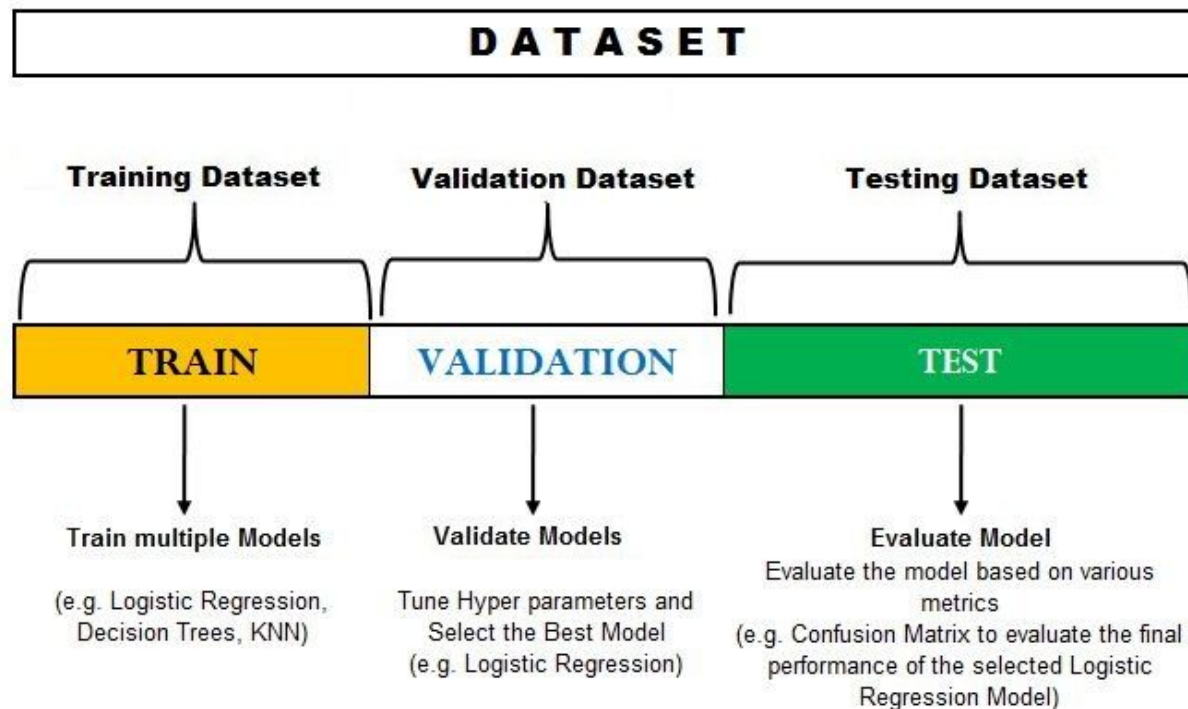 DATASET
Training Dataset
Validation Dataset
Testing Dataset
TRAIN
VALIDATION
TEST
Train multiple Models
(e.g. Logistic Regression,
Decision Trees, KNN)
Validate Models
Tune Hyper parameters and
Select the Best Model
(e.g. Logistic Regression)
Evaluate Model
Evaluate the model based on various
metrics
(e.g. Confusion Matrix to evaluate the final
performance of the selected Logistic
Regression Model)